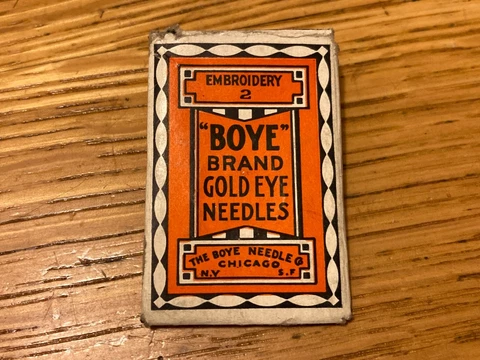 EMBROIDERY
2
"BOYE"
BRAND
GOLD EYE
NEEDLES
THE BOYE NEEDLE Co
CHICAGO
N.Y S.F